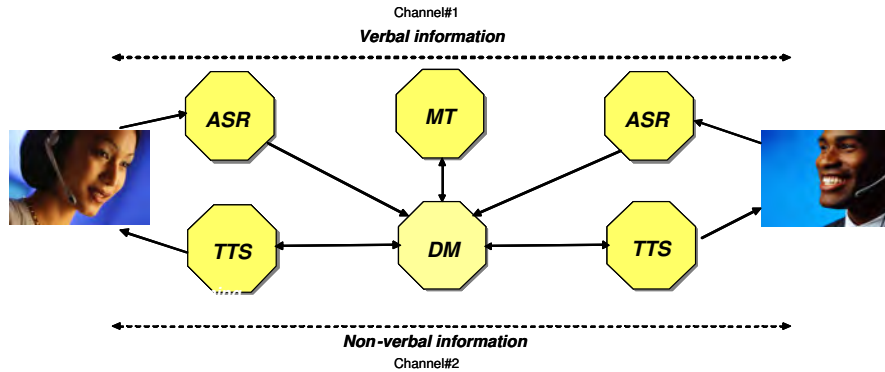 Channel#1
Verbal information
ASR
MT
ASR
TTS
DM
TTS
Non-verbal information
Channel#2